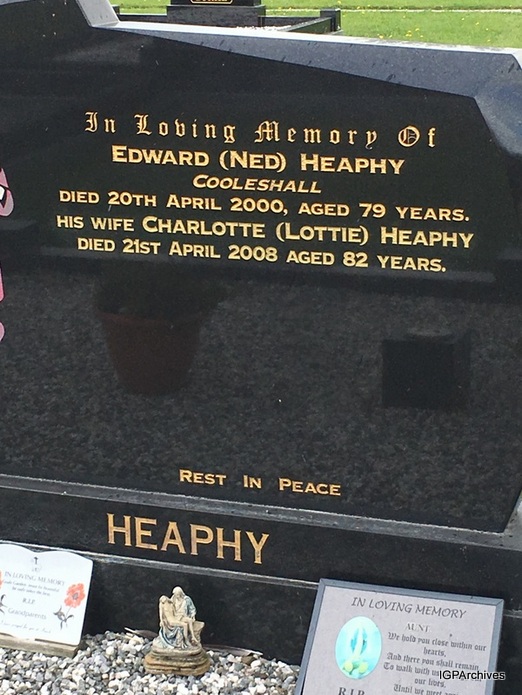 In Loving Memory Of
EDWARD (NED) HEAPHY
COOLESHALL
DIED 20TH APRIL 2000, AGED 79 YEARS.
HIS WIFE CHARLOTTE (LOTTIE) HEAPHY
DIED 21ST APRIL 2008 AGED 82 YEARS.
REST IN PEACE
HEAPHY
IN LOVING MEMORY
R.I.P
Grandparents
IN LOVING MEMORY
AUNT
We hold you close within our
hearts,
And there you shall remain
To walk with us
our lives.
Until we
R.I.P.
IGPArchives